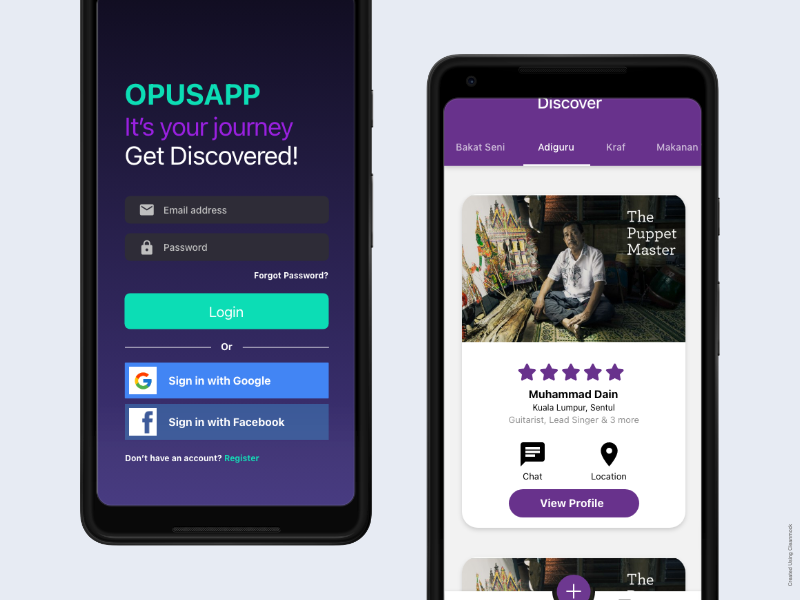 OPUSAPP
It's your journey
Get Discovered!
Email address
Password
Forgot Password?
Login
Or
Sign in with Google
Sign in with Facebook
Don't have an account? Register
Discover
Bakat Seni
Adiguru
Kraf
Makanan
The
Puppet
Master
Muhammad Dain
Kuala Lumpur, Sentul
Guitarist, Lead Singer & 3 more
Chat
Location
View Profile
The
Created Using Cleanmock